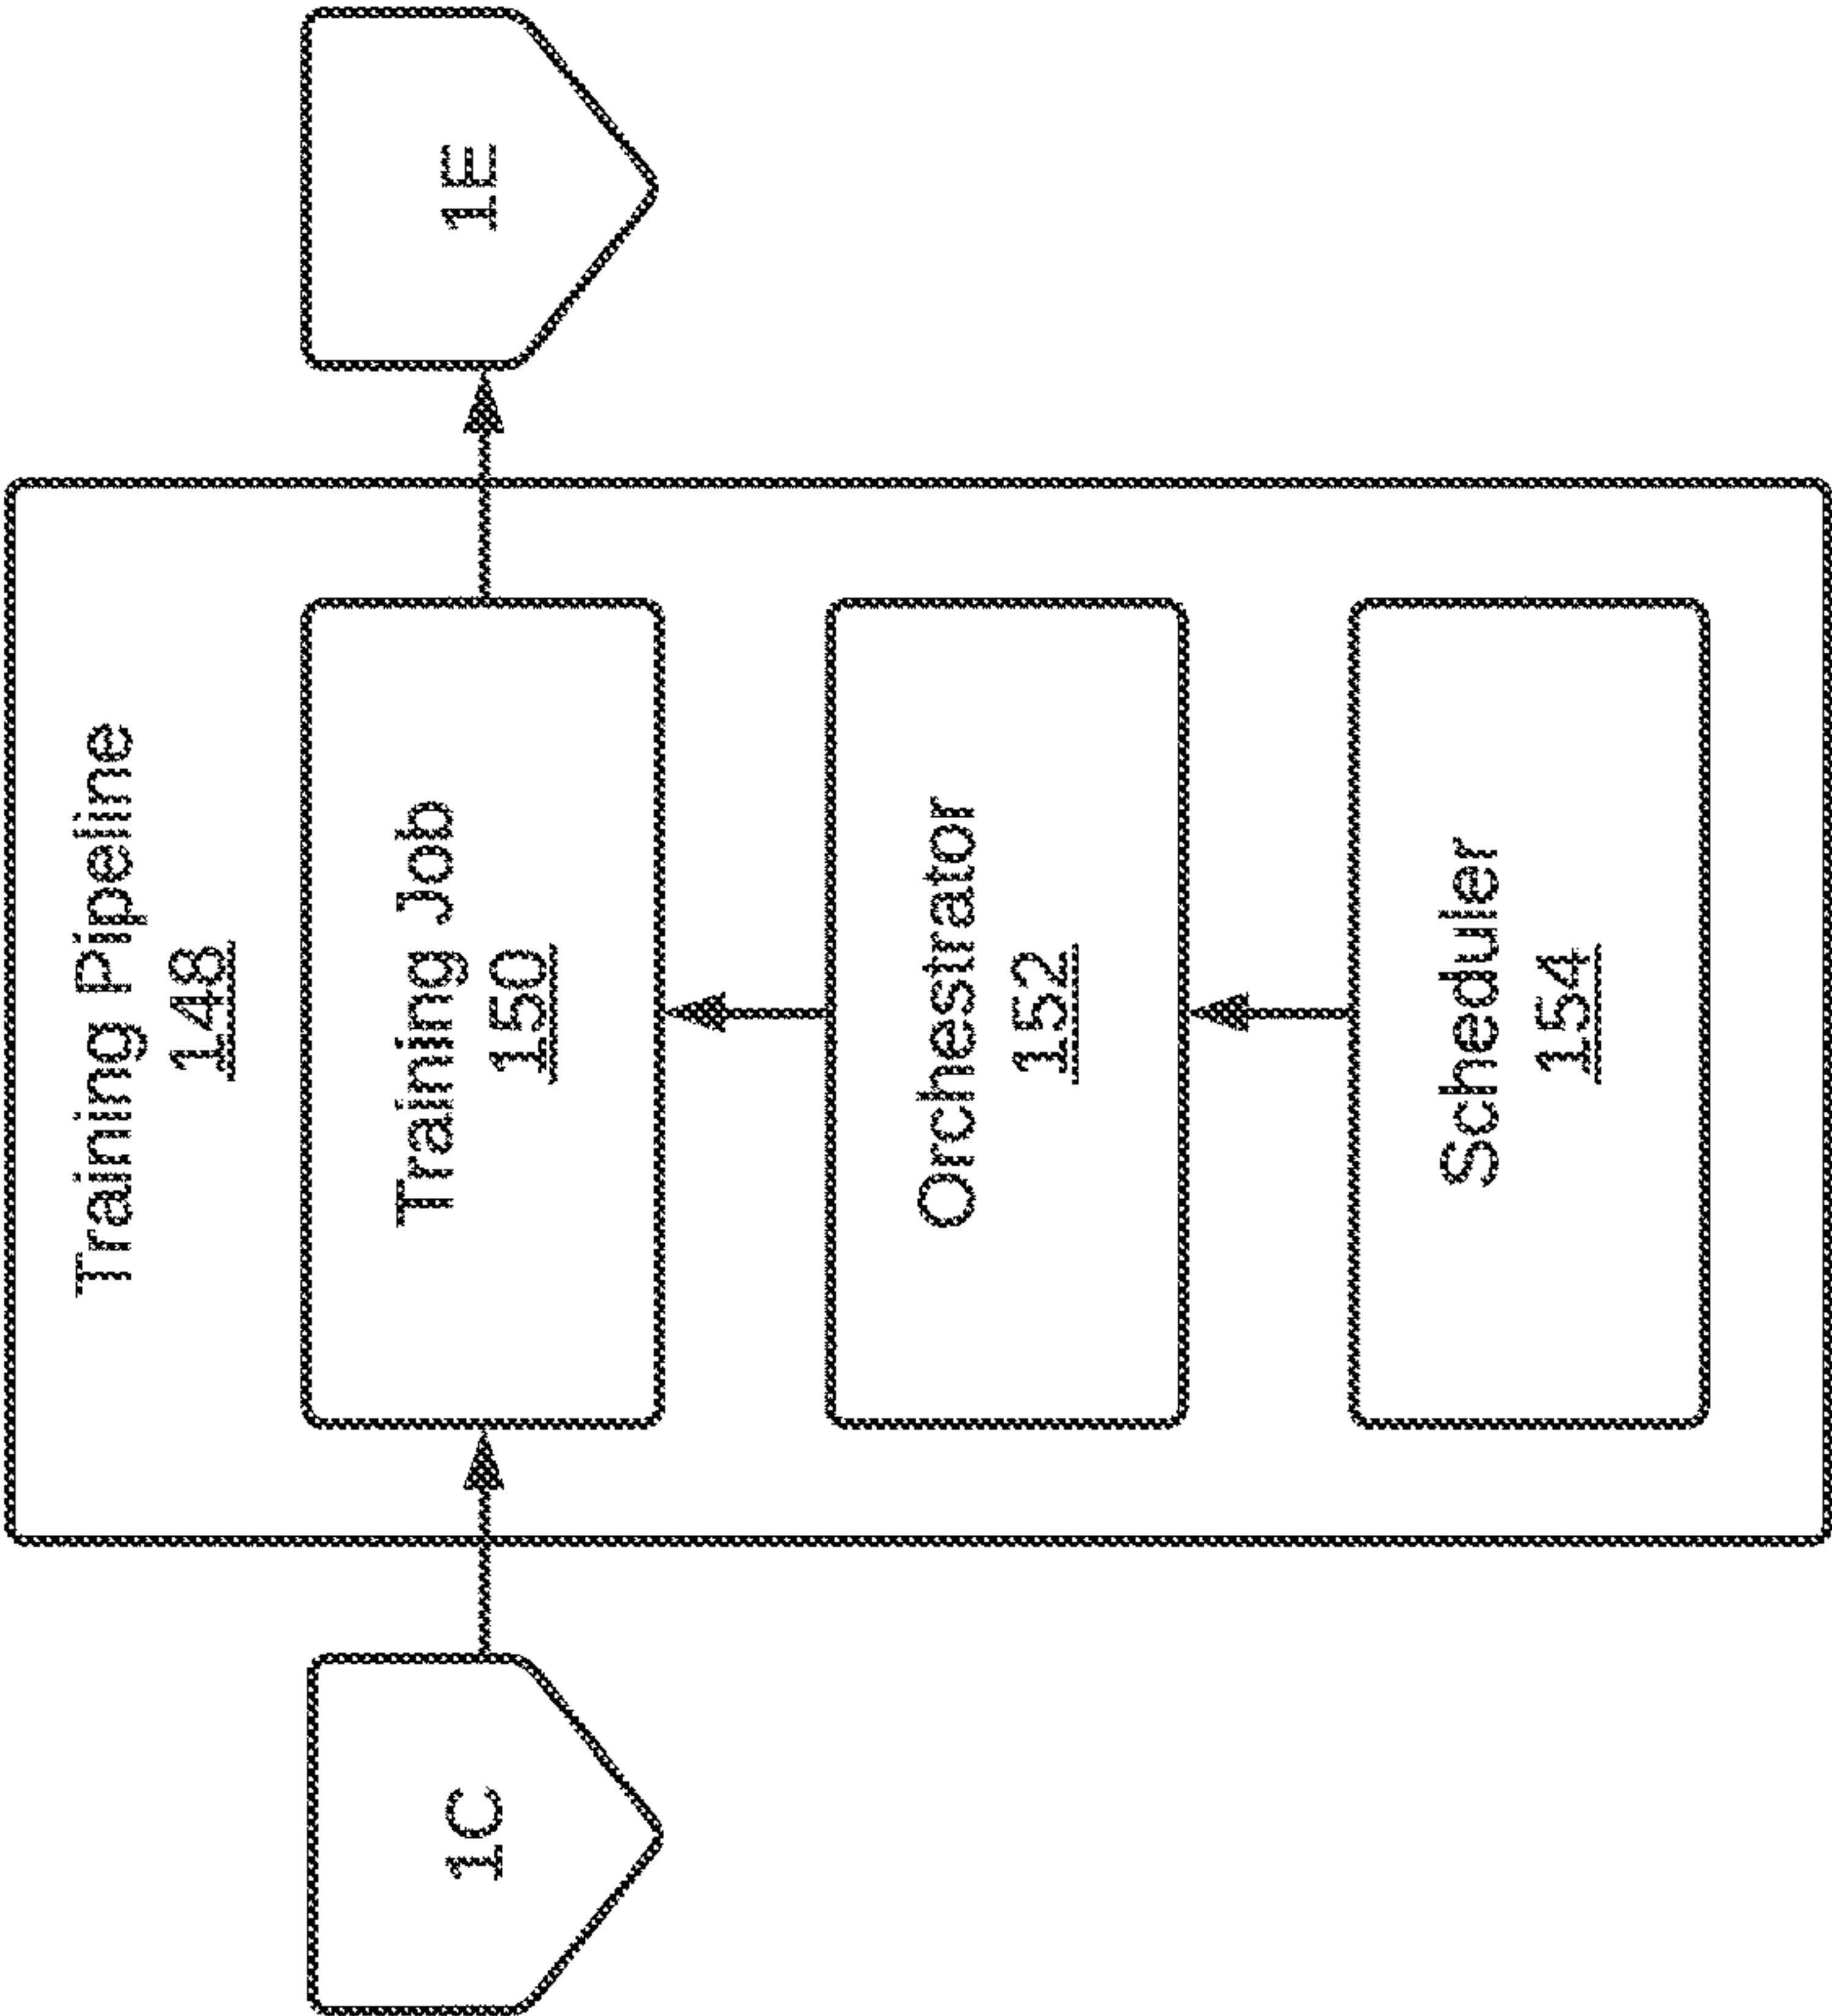 Training Pipeline
148
1C
Training Job
150
1E
Orchestrator
152
Scheduler
154